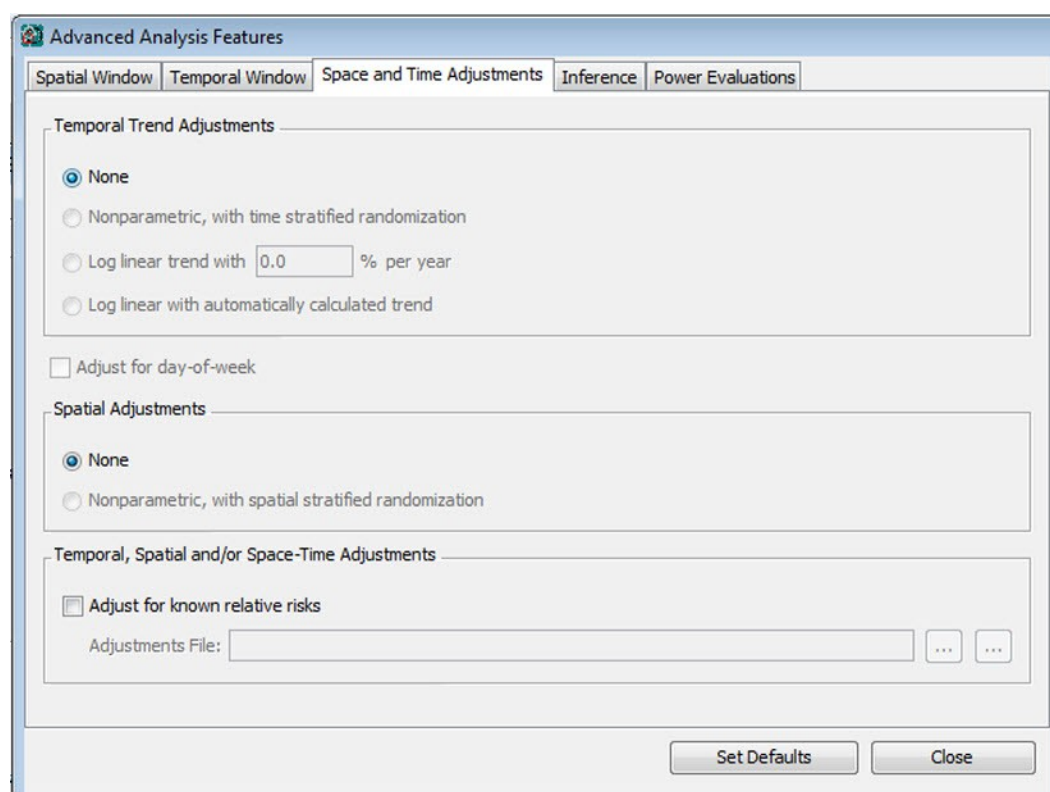 Advanced Analysis Features
Spatial Window Temporal Window Space and Time Adjustments Inference Power Evaluations
Temporal Trend Adjustments
None
Nonparametric, with time stratified randomization
Log linear trend with 0.0 % per year
Log linear with automatically calculated trend
Adjust for day-of-week
Spatial Adjustments
None
Nonparametric, with spatial stratified randomization
Temporal, Spatial and/or Space-Time Adjustments
Adjust for known relative risks
Adjustments File: ... ...
Set Defaults Close